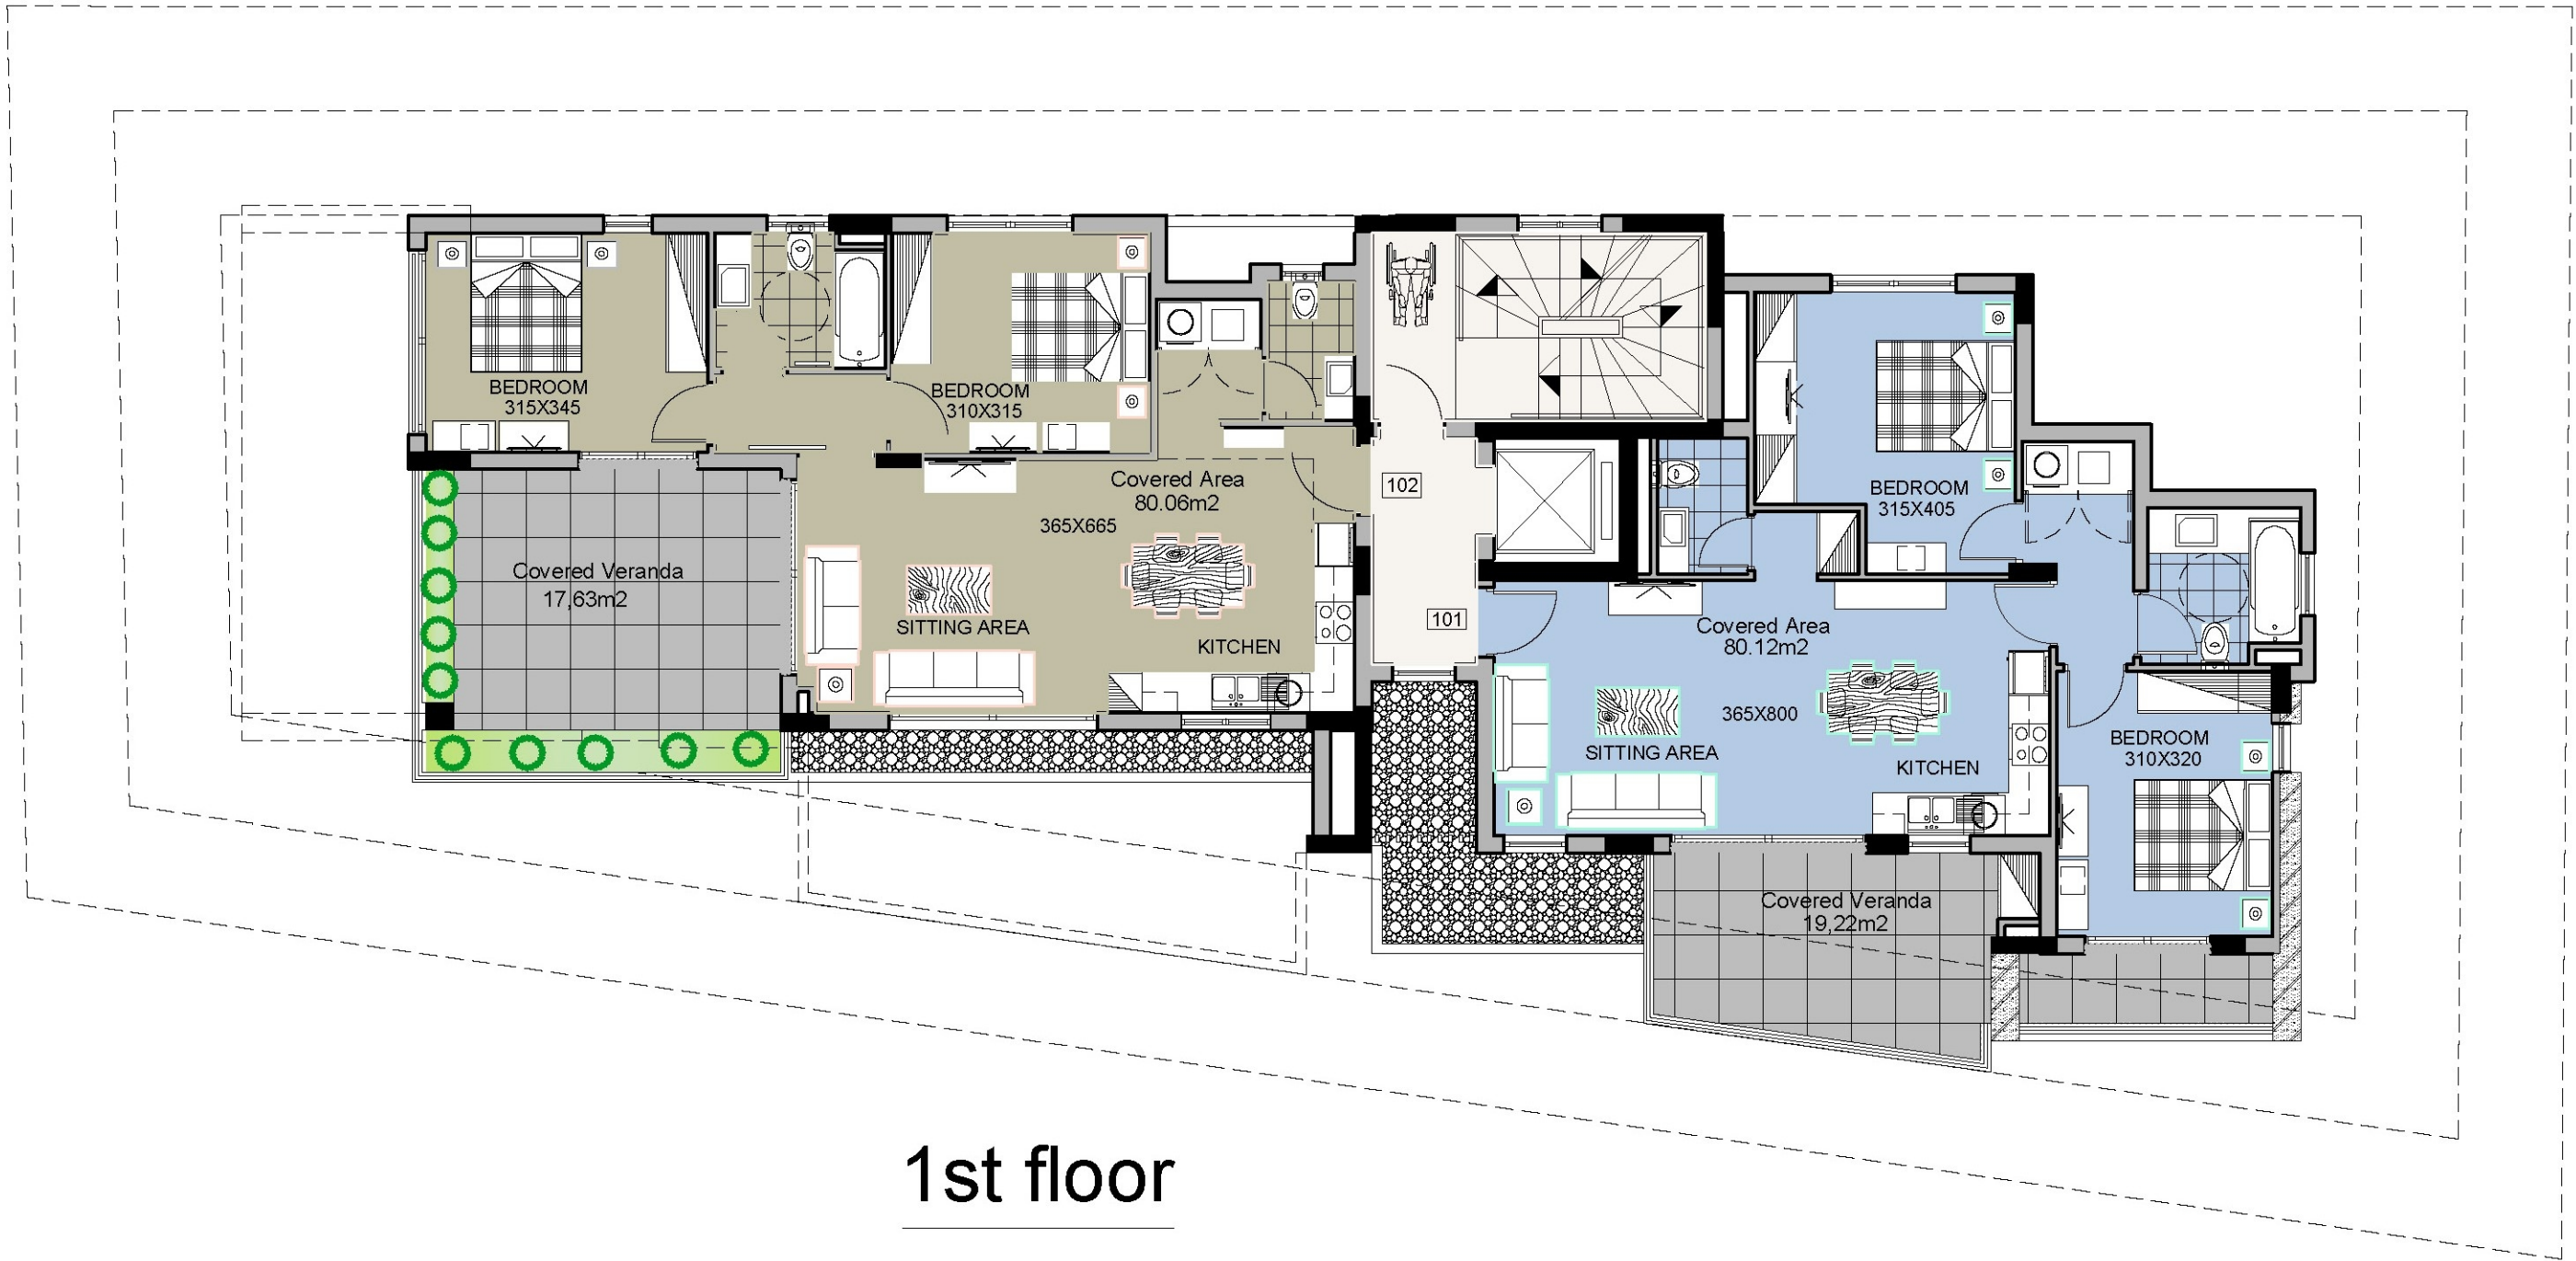 BEDROOM
315X345
BEDROOM
310X315
Covered Area
80.06m2
365X665
Covered Veranda
17,63m2
SITTING AREA
KITCHEN
102
101
BEDROOM
315X405
Covered Area
80.12m2
365X800
SITTING AREA
KITCHEN
BEDROOM
310X320
Covered Veranda
19,22m2
1st floor